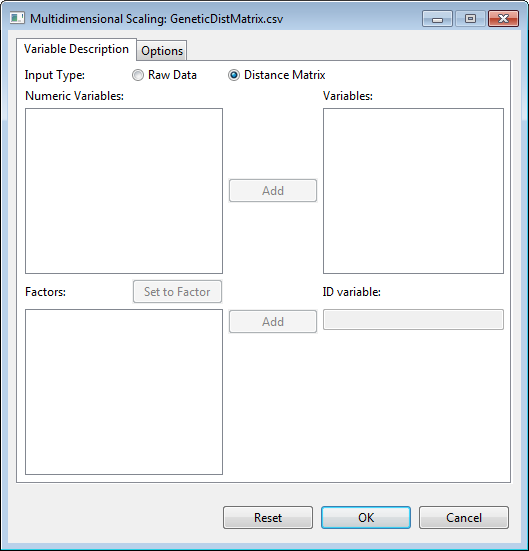 Multidimensional Scaling: GeneticDistMatrix.csv
Variable Description Options
Input Type: Raw Data Distance Matrix
Numeric Variables: Variables:
Add
Factors: Set to Factor ID variable:
Add
Reset OK Cancel